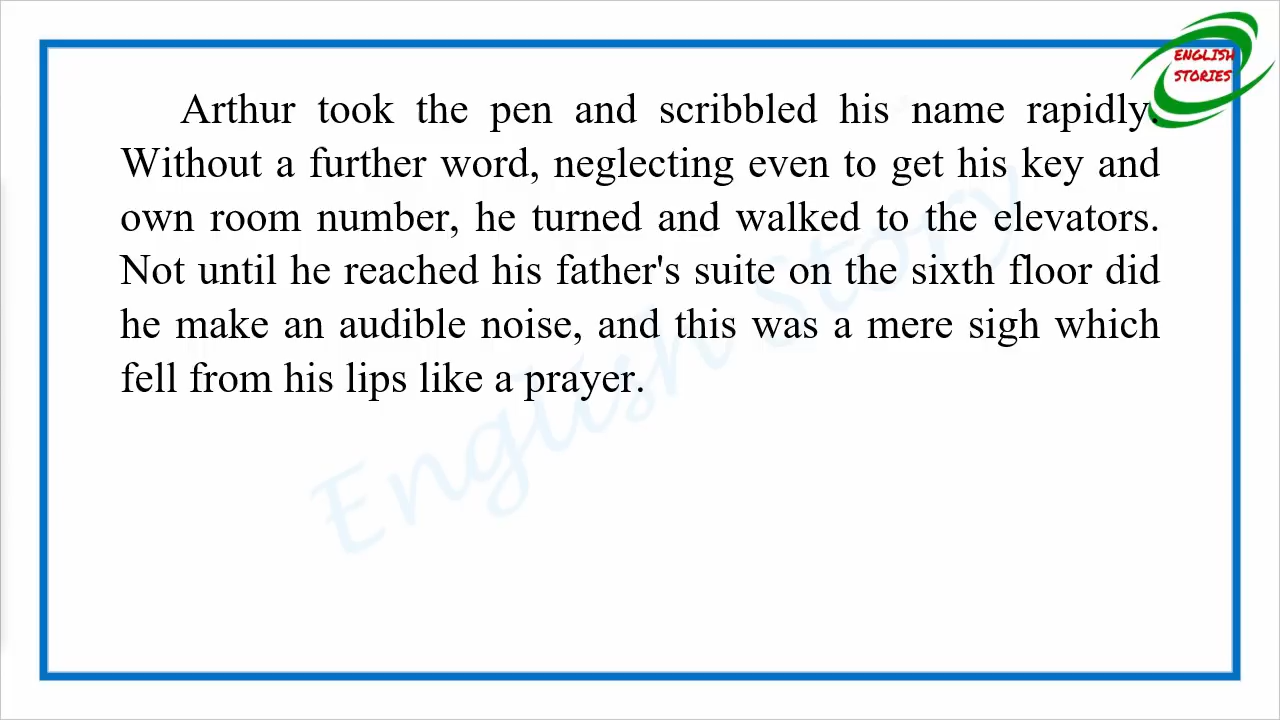 ENGLISH
STORIES
Arthur took the pen and scribbled his name rapidly.
Without a further word, neglecting even to get his key and
own room number, he turned and walked to the elevators.
Not until he reached his father's suite on the sixth floor did
he make an audible noise, and this was a mere sigh which
fell from his lips like a prayer.
English Story